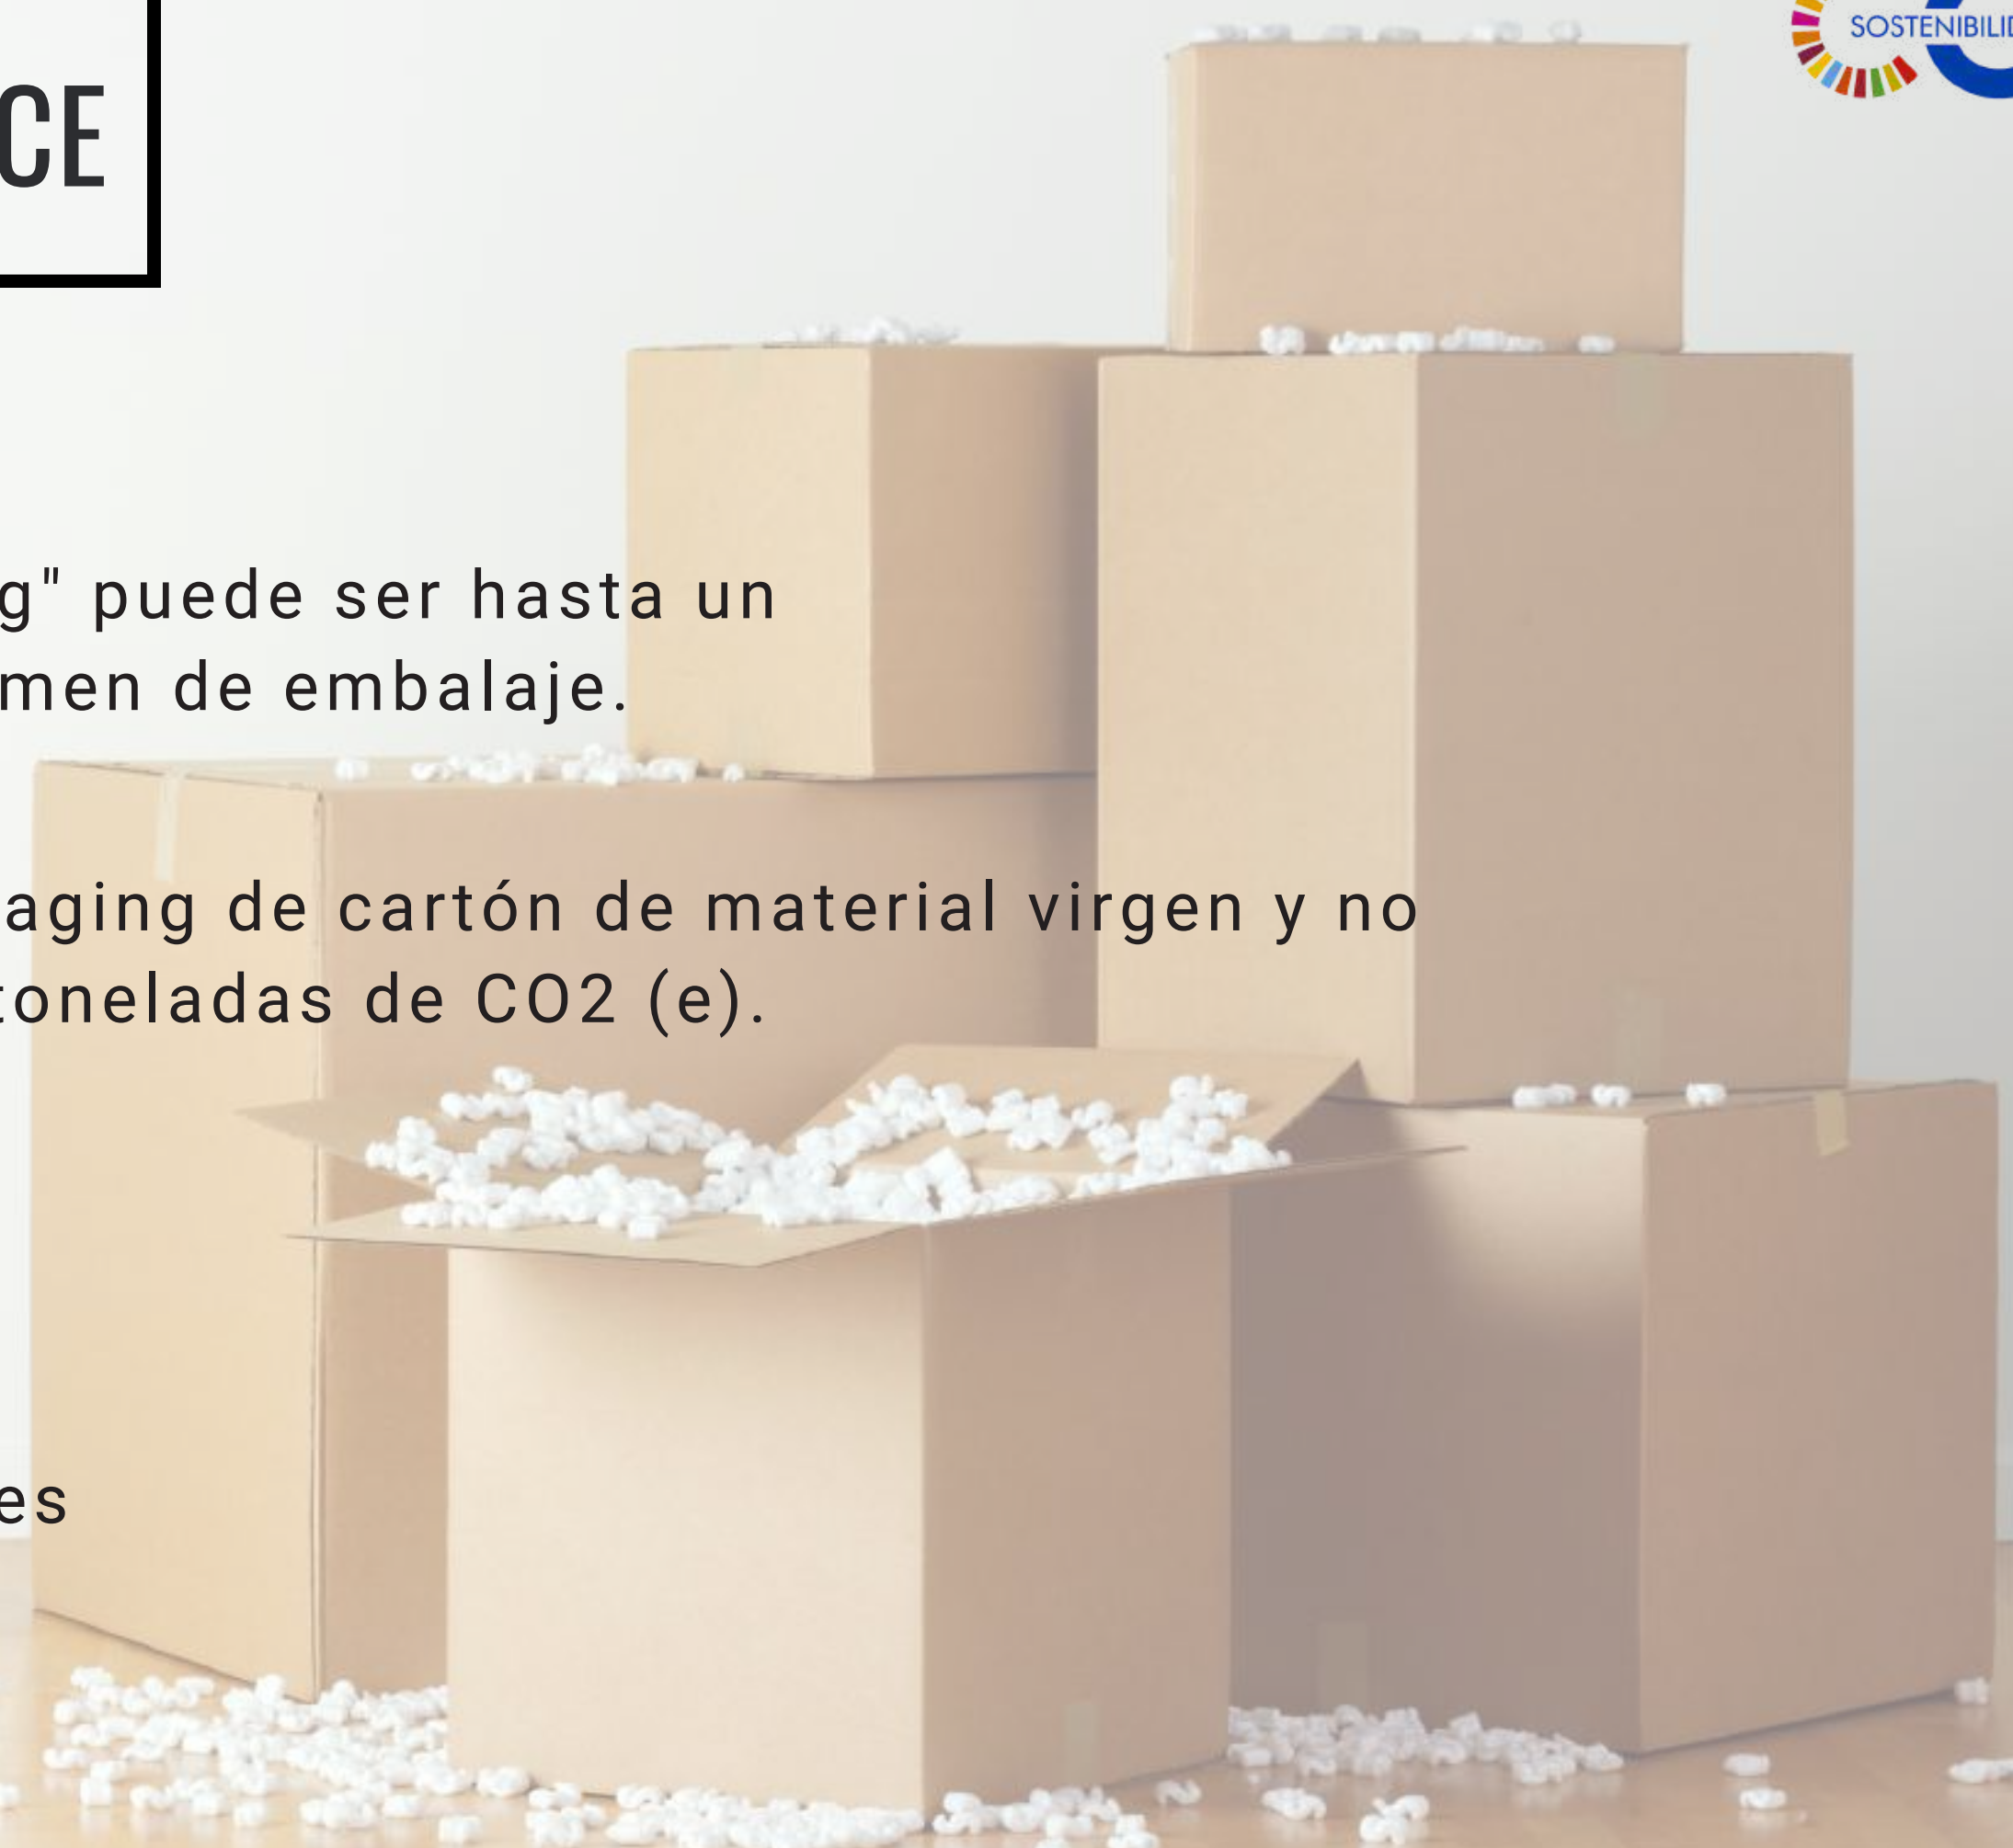 CE
SOSTENIBILID
g" puede ser hasta un
men de embalaje.
aging de cartón de material virgen y no
toneladas de CO2 (e).
es